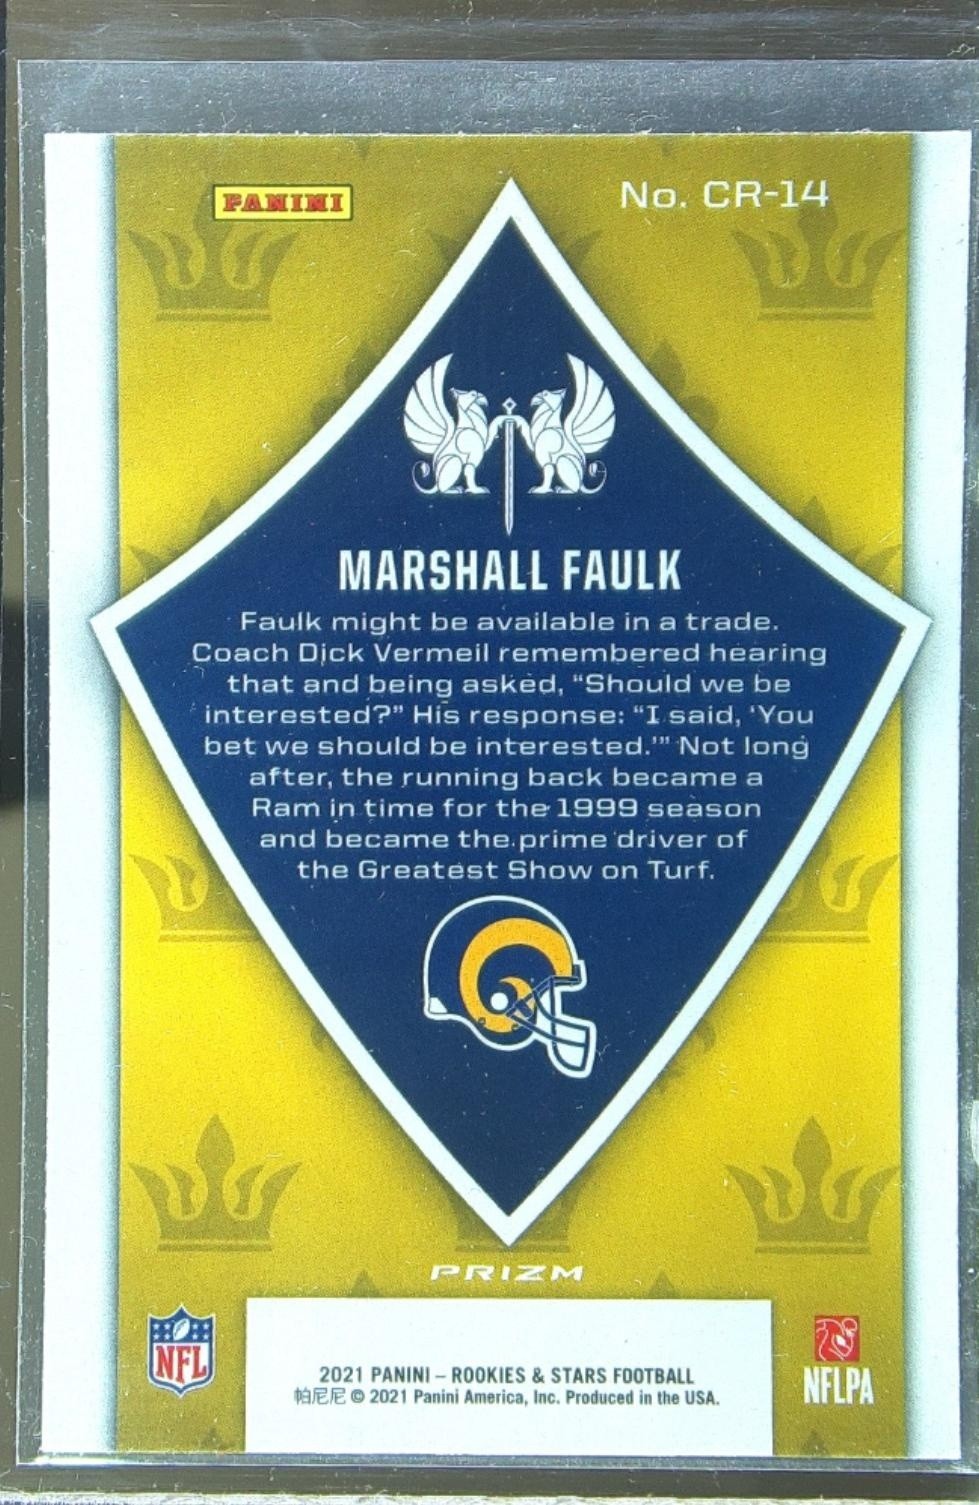 PANINI
No. CR-14
MARSHALL FAULK
Faulk might be available in a trade.
Coach Dick Vermeil remembered hearing
that and being asked, “Should we be
interested?” His response: “I said, ‘You
bet we should be interested.’” Not long
after, the running back became a
Ram in time for the 1999 season
and became the prime driver of
the Greatest Show on Turf.
PRIZM
NFL
2021 PANINI – ROOKIES & STARS FOOTBALL
帕尼尼 © 2021 Panini America, Inc. Produced in the USA.
NFLPA